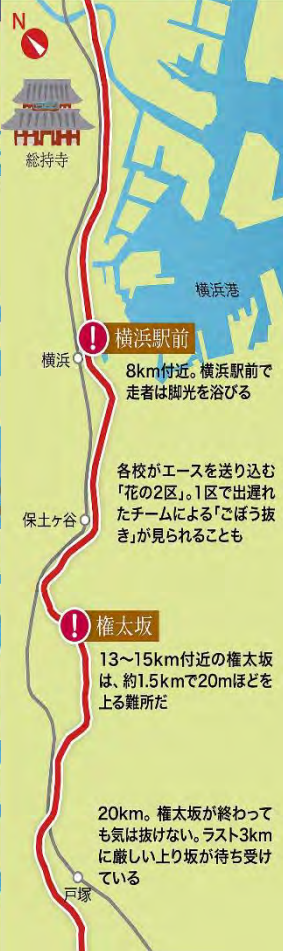 N
総持寺
横浜港
横浜駅前
横浜
8km付近。横浜駅前で
走者は脚光を浴びる
各校がエースを送り込む
「花の2区」。1区で出遅れ
たチームによる「ごぼう抜
き」が見られることも
保土ヶ谷
権太坂
13〜15km付近の権太坂
は、約1.5kmで20mほどを
上る難所だ
20km。権太坂が終わって
も気は抜けない。ラスト3km
に厳しい上り坂が待ち受け
ている
戸塚